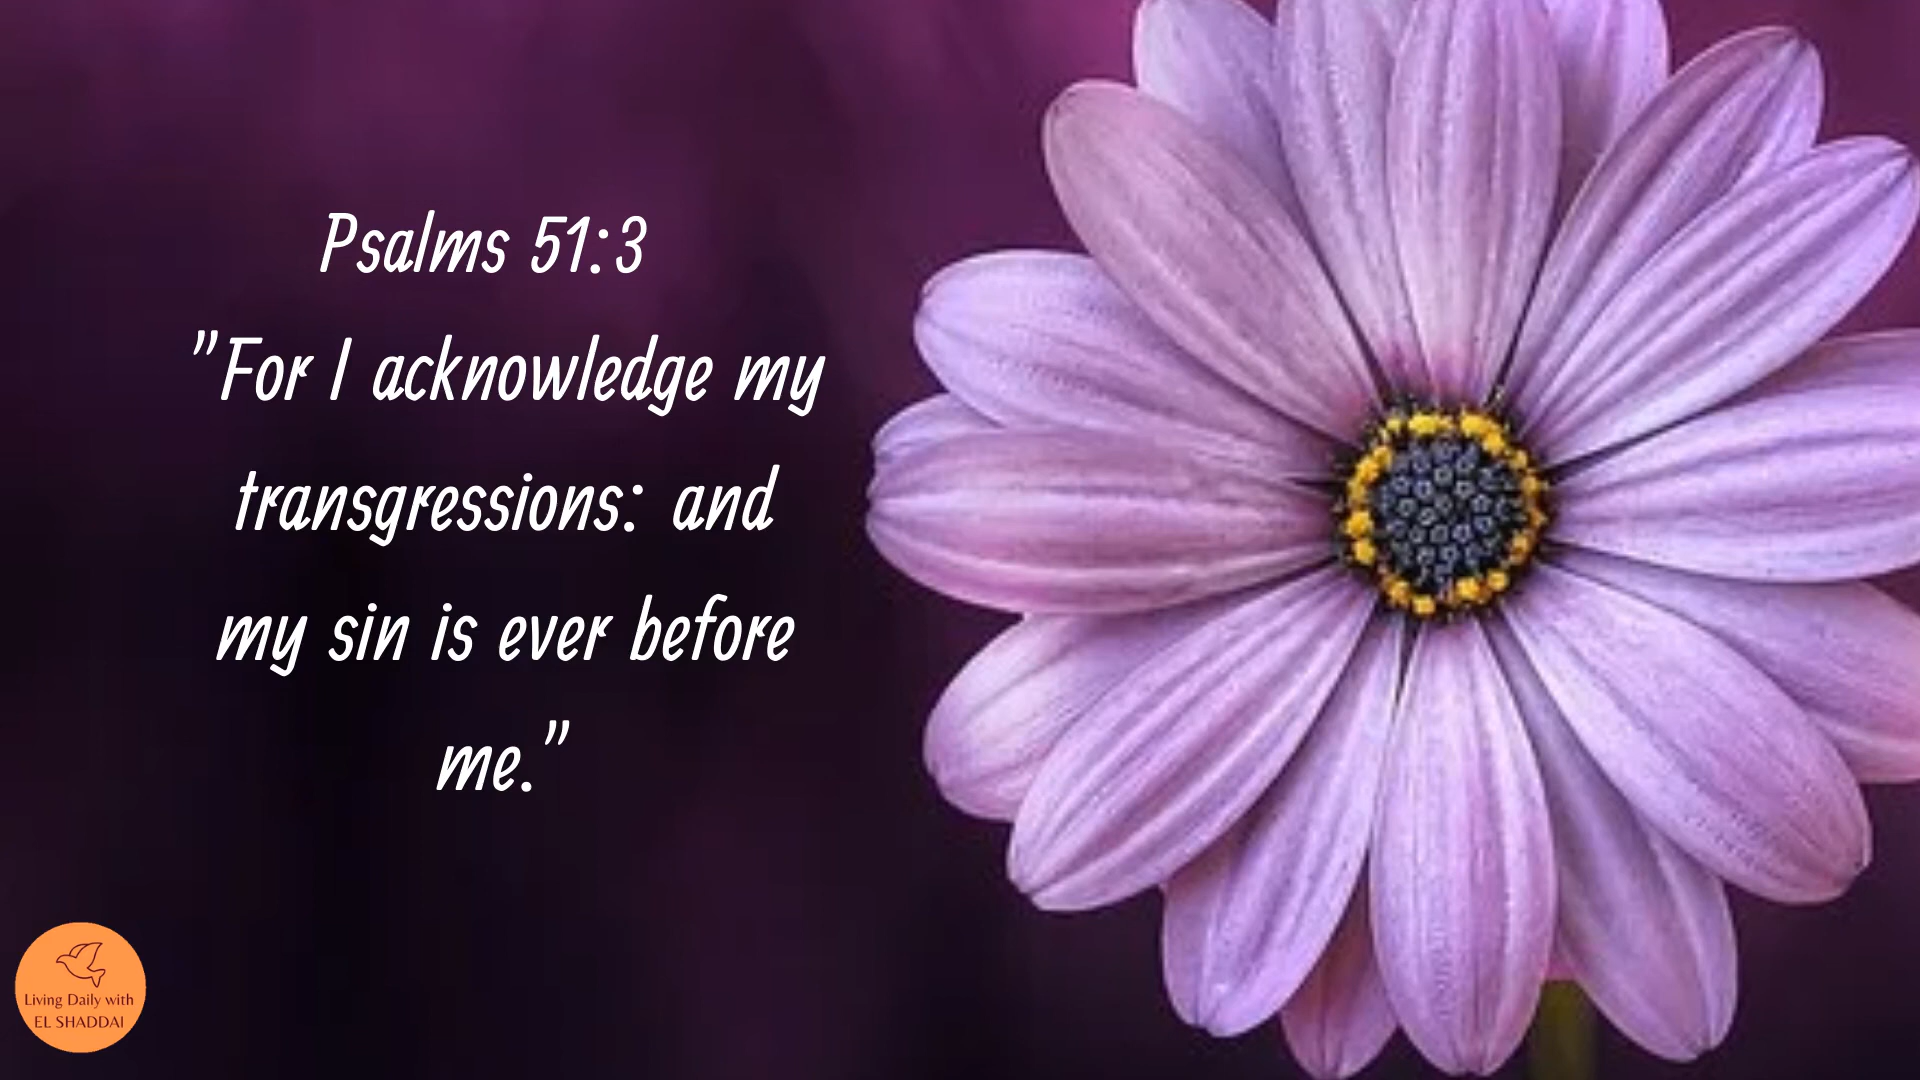 Psalms 51:3
"For I acknowledge my
transgressions: and
my sin is ever before
me."
Living Daily with
EL SHADDAI